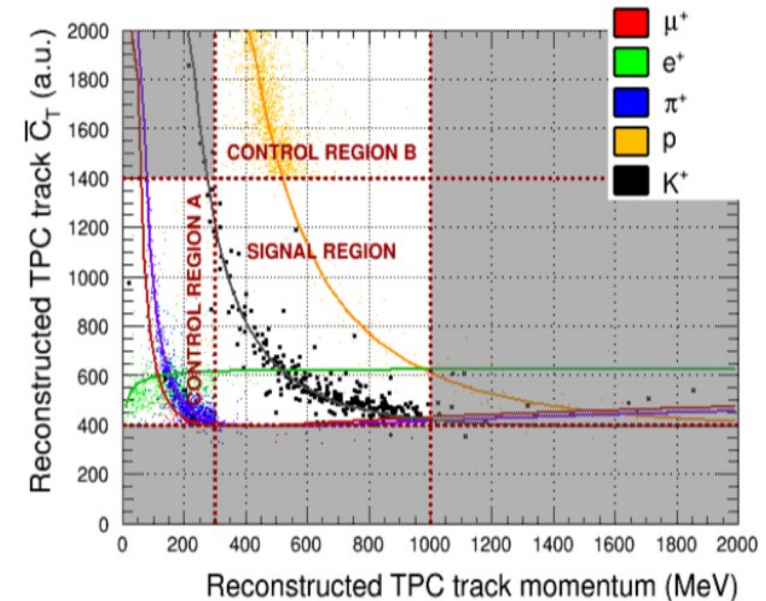 Reconstructed TPC track C̅_T (a.u.)
2000
1800
1600
1400
1200
1000
800
600
400
200
0
μ⁺
e⁺
π⁺
p
K⁺
CONTROL REGION B
CONTROL REGION A
SIGNAL REGION
0 200 400 600 800 1000 1200 1400 1600 1800 2000
Reconstructed TPC track momentum (MeV)